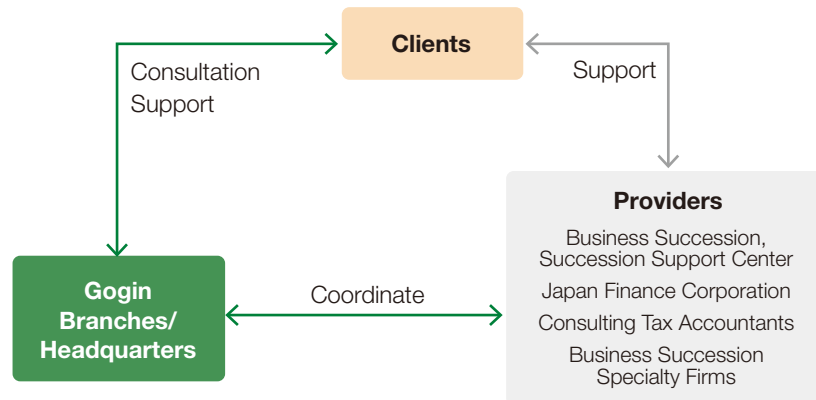 Clients
Consultation
Support
Support
Providers
Business Succession,
Succession Support Center
Japan Finance Corporation
Consulting Tax Accountants
Business Succession
Specialty Firms
Gogin
Branches/
Headquarters
Coordinate